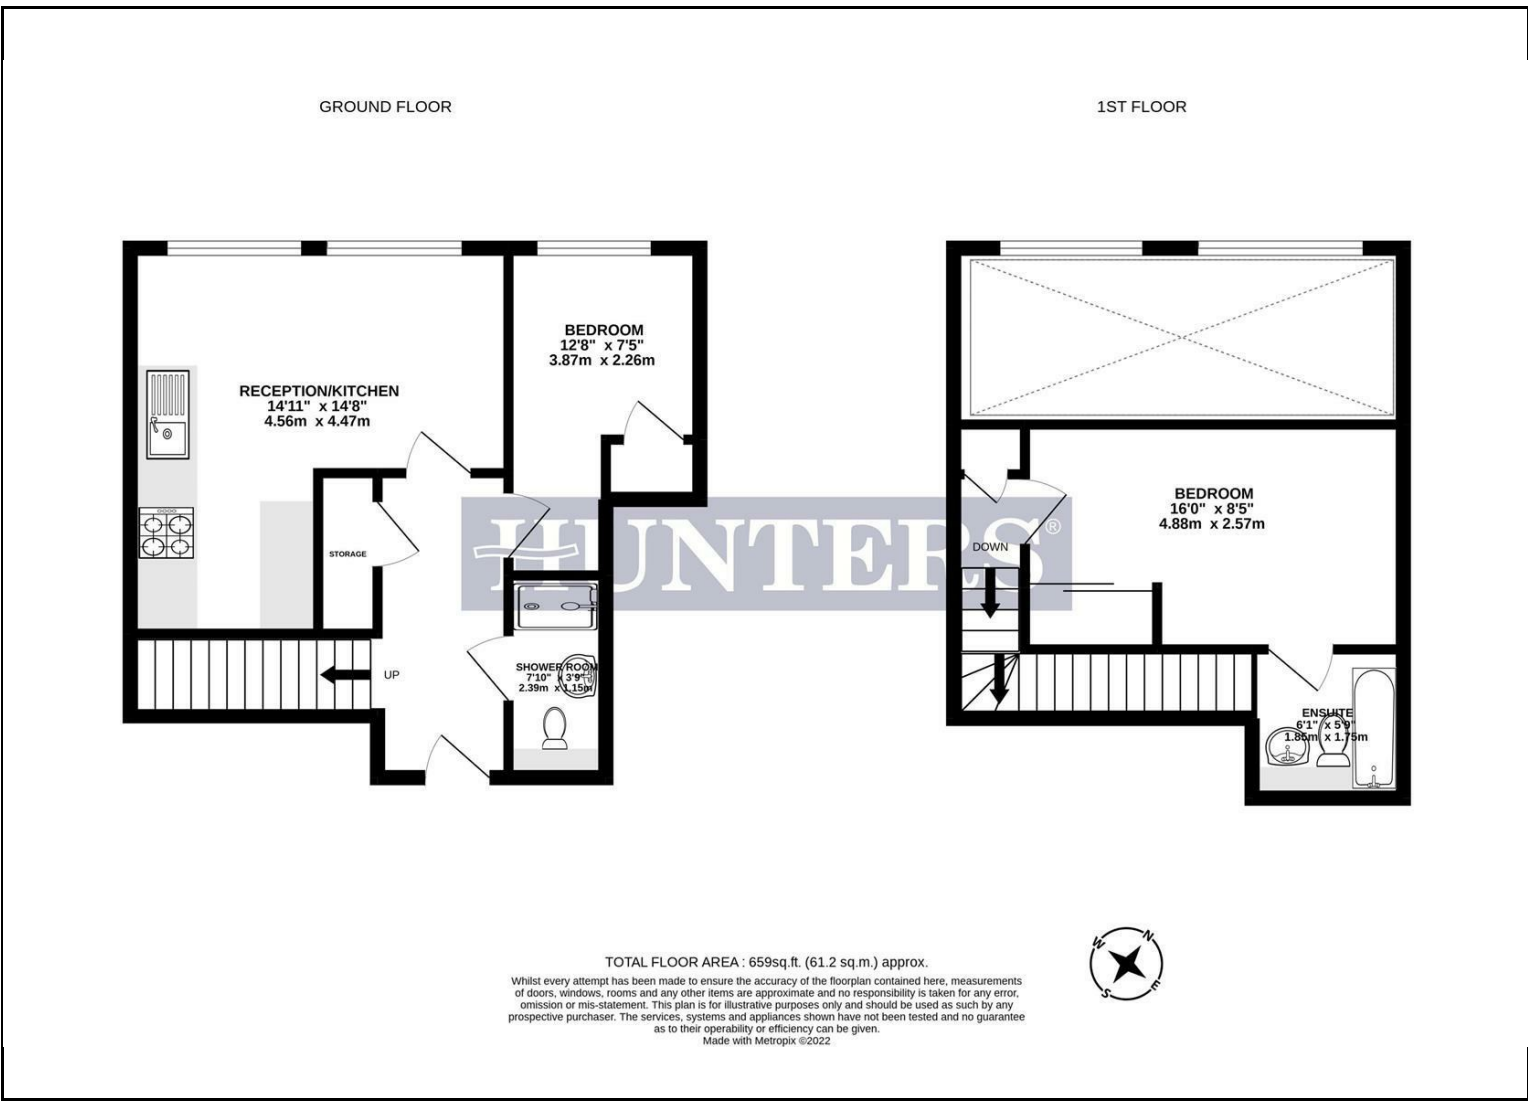 GROUND FLOOR
1ST FLOOR
BEDROOM
12'8" x 7'5"
3.87m x 2.26m
RECEPTION/KITCHEN
14'11" x 14'8"
4.56m x 4.47m
BEDROOM
16'0" x 8'5"
4.88m x 2.57m
HUNTERS®
STORAGE
DOWN
SHOWER ROOM
7'10" x 3'9"
2.39m x 1.15m
UP
ENSUITE
6'1" x 5'9"
1.85m x 1.75m
N
W
E
S
TOTAL FLOOR AREA : 659sq.ft. (61.2 sq.m.) approx.
Whilst every attempt has been made to ensure the accuracy of the floorplan contained here, measurements
of doors, windows, rooms and any other items are approximate and no responsibility is taken for any error,
omission or mis-statement. This plan is for illustrative purposes only and should be used as such by any
prospective purchaser. The services, systems and appliances shown have not been tested and no guarantee
as to their operability or efficiency can be given.
Made with Metropix ©2022